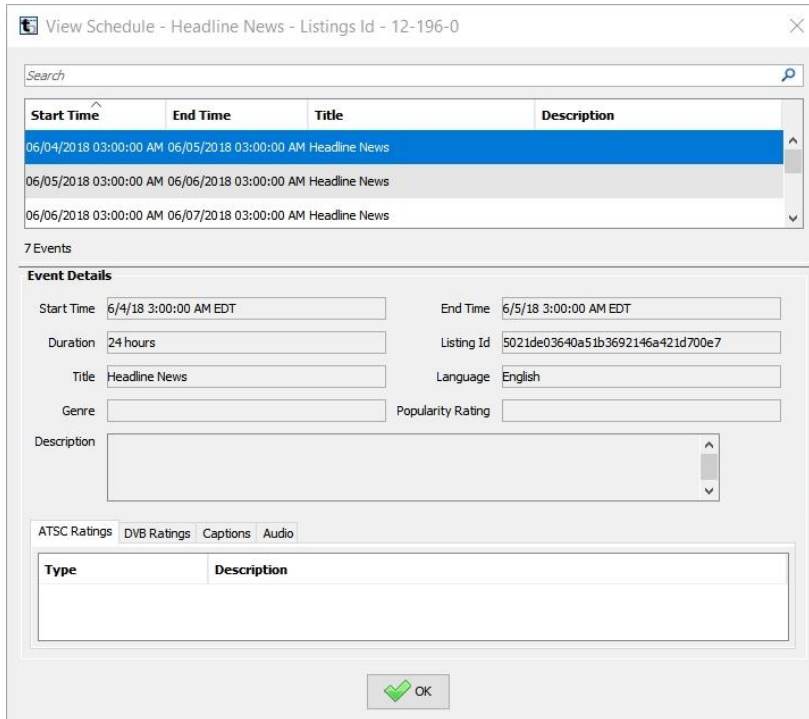 View Schedule - Headline News - Listings Id - 12-196-0
Search
Start Time End Time Title Description
06/04/2018 03:00:00 AM 06/05/2018 03:00:00 AM Headline News
06/05/2018 03:00:00 AM 06/06/2018 03:00:00 AM Headline News
06/06/2018 03:00:00 AM 06/07/2018 03:00:00 AM Headline News
7 Events
Event Details
Start Time 6/4/18 3:00:00 AM EDT End Time 6/5/18 3:00:00 AM EDT
Duration 24 hours Listing Id 5021de03640a51b3692146a421d700e7
Title Headline News Language English
Genre Popularity Rating
Description
ATSC Ratings DVB Ratings Captions Audio
Type Description
OK